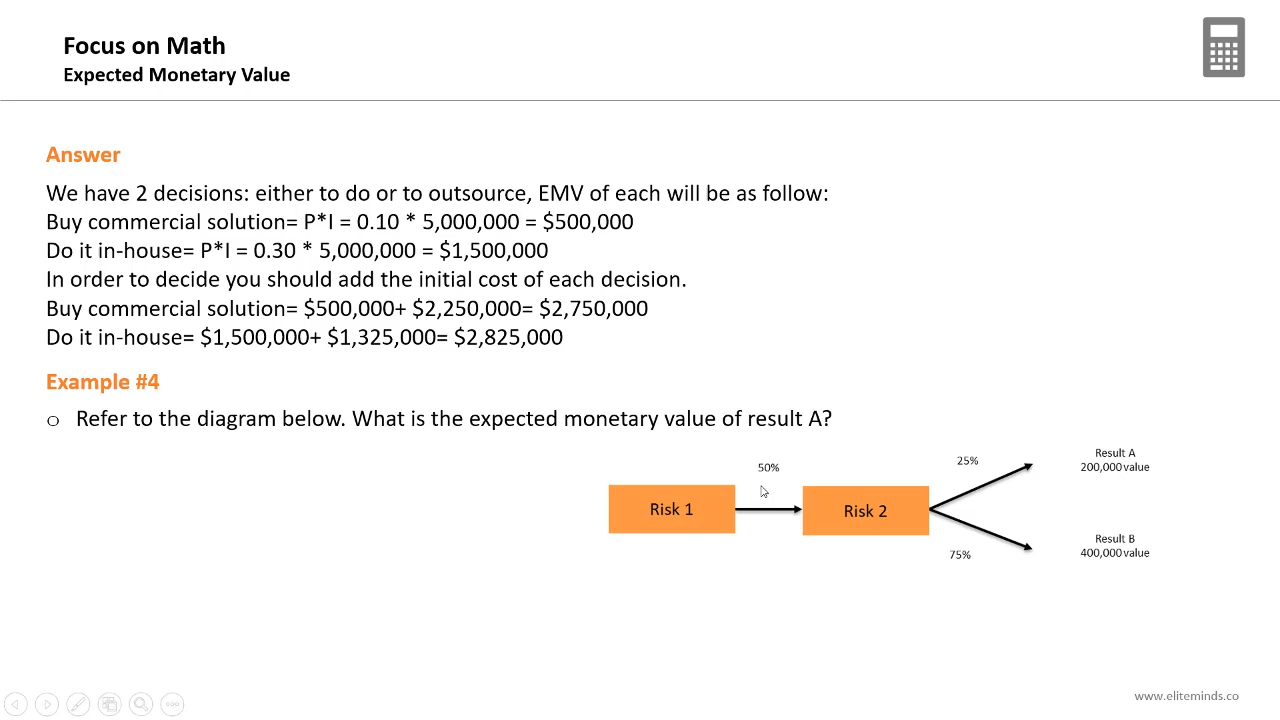 Focus on Math
Expected Monetary Value
Answer
We have 2 decisions: either to do or to outsource, EMV of each will be as follow:
Buy commercial solution= P*I = 0.10 * 5,000,000 = $500,000
Do it in-house= P*I = 0.30 * 5,000,000 = $1,500,000
In order to decide you should add the initial cost of each decision.
Buy commercial solution= $500,000+ $2,250,000= $2,750,000
Do it in-house= $1,500,000+ $1,325,000= $2,825,000
Example #4
Refer to the diagram below. What is the expected monetary value of result A?
50%
25%
Result A
200,000 value
Risk 1
Risk 2
75%
Result B
400,000 value
www.eliteminds.co